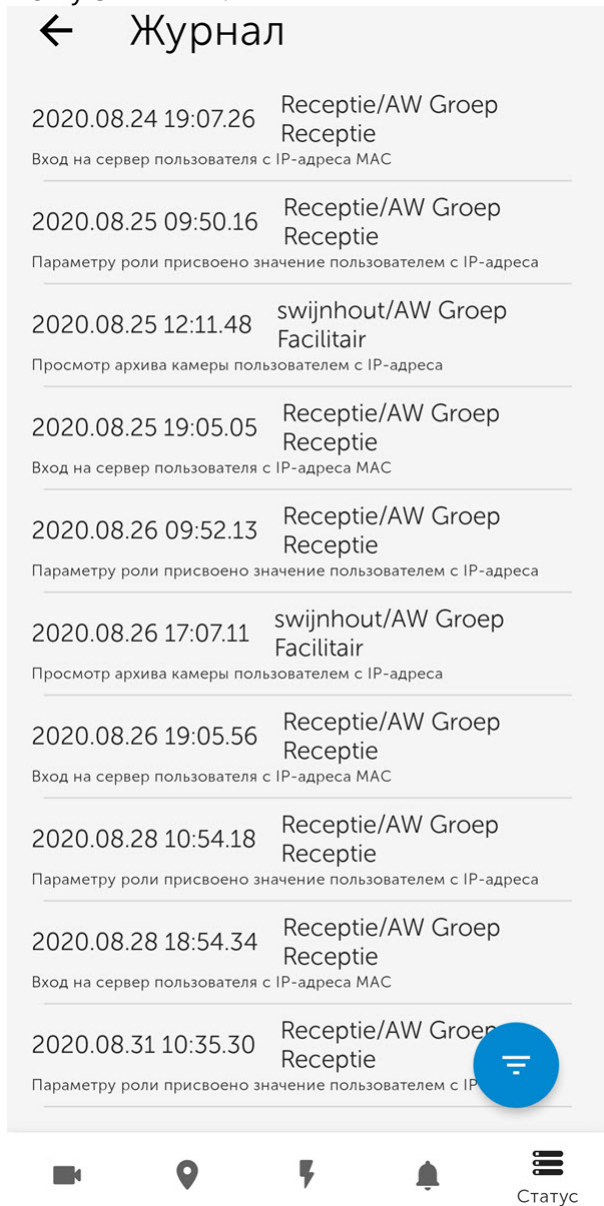 Журнал
2020.08.24 19:07.26 Receptie/AW Groep
Receptie
Вход на сервер пользователя с IP-адреса MAC
2020.08.25 09:50.16 Receptie/AW Groep
Receptie
Параметру роли присвоено значение пользователем с IP-адреса
2020.08.25 12:11.48 swijnhout/AW Groep
Facilitair
Просмотр архива камеры пользователем с IP-адреса
2020.08.25 19:05.05 Receptie/AW Groep
Receptie
Вход на сервер пользователя с IP-адреса MAC
2020.08.26 09:52.13 Receptie/AW Groep
Receptie
Параметру роли присвоено значение пользователем с IP-адреса
2020.08.26 17:07.11 swijnhout/AW Groep
Facilitair
Просмотр архива камеры пользователем с IP-адреса
2020.08.26 19:05.56 Receptie/AW Groep
Receptie
Вход на сервер пользователя с IP-адреса MAC
2020.08.28 10:54.18 Receptie/AW Groep
Receptie
Параметру роли присвоено значение пользователем с IP-адреса
2020.08.28 18:54.34 Receptie/AW Groep
Receptie
Вход на сервер пользователя с IP-адреса MAC
2020.08.31 10:35.30 Receptie/AW Groep
Receptie
Параметру роли присвоено значение пользователем с IP
Статус